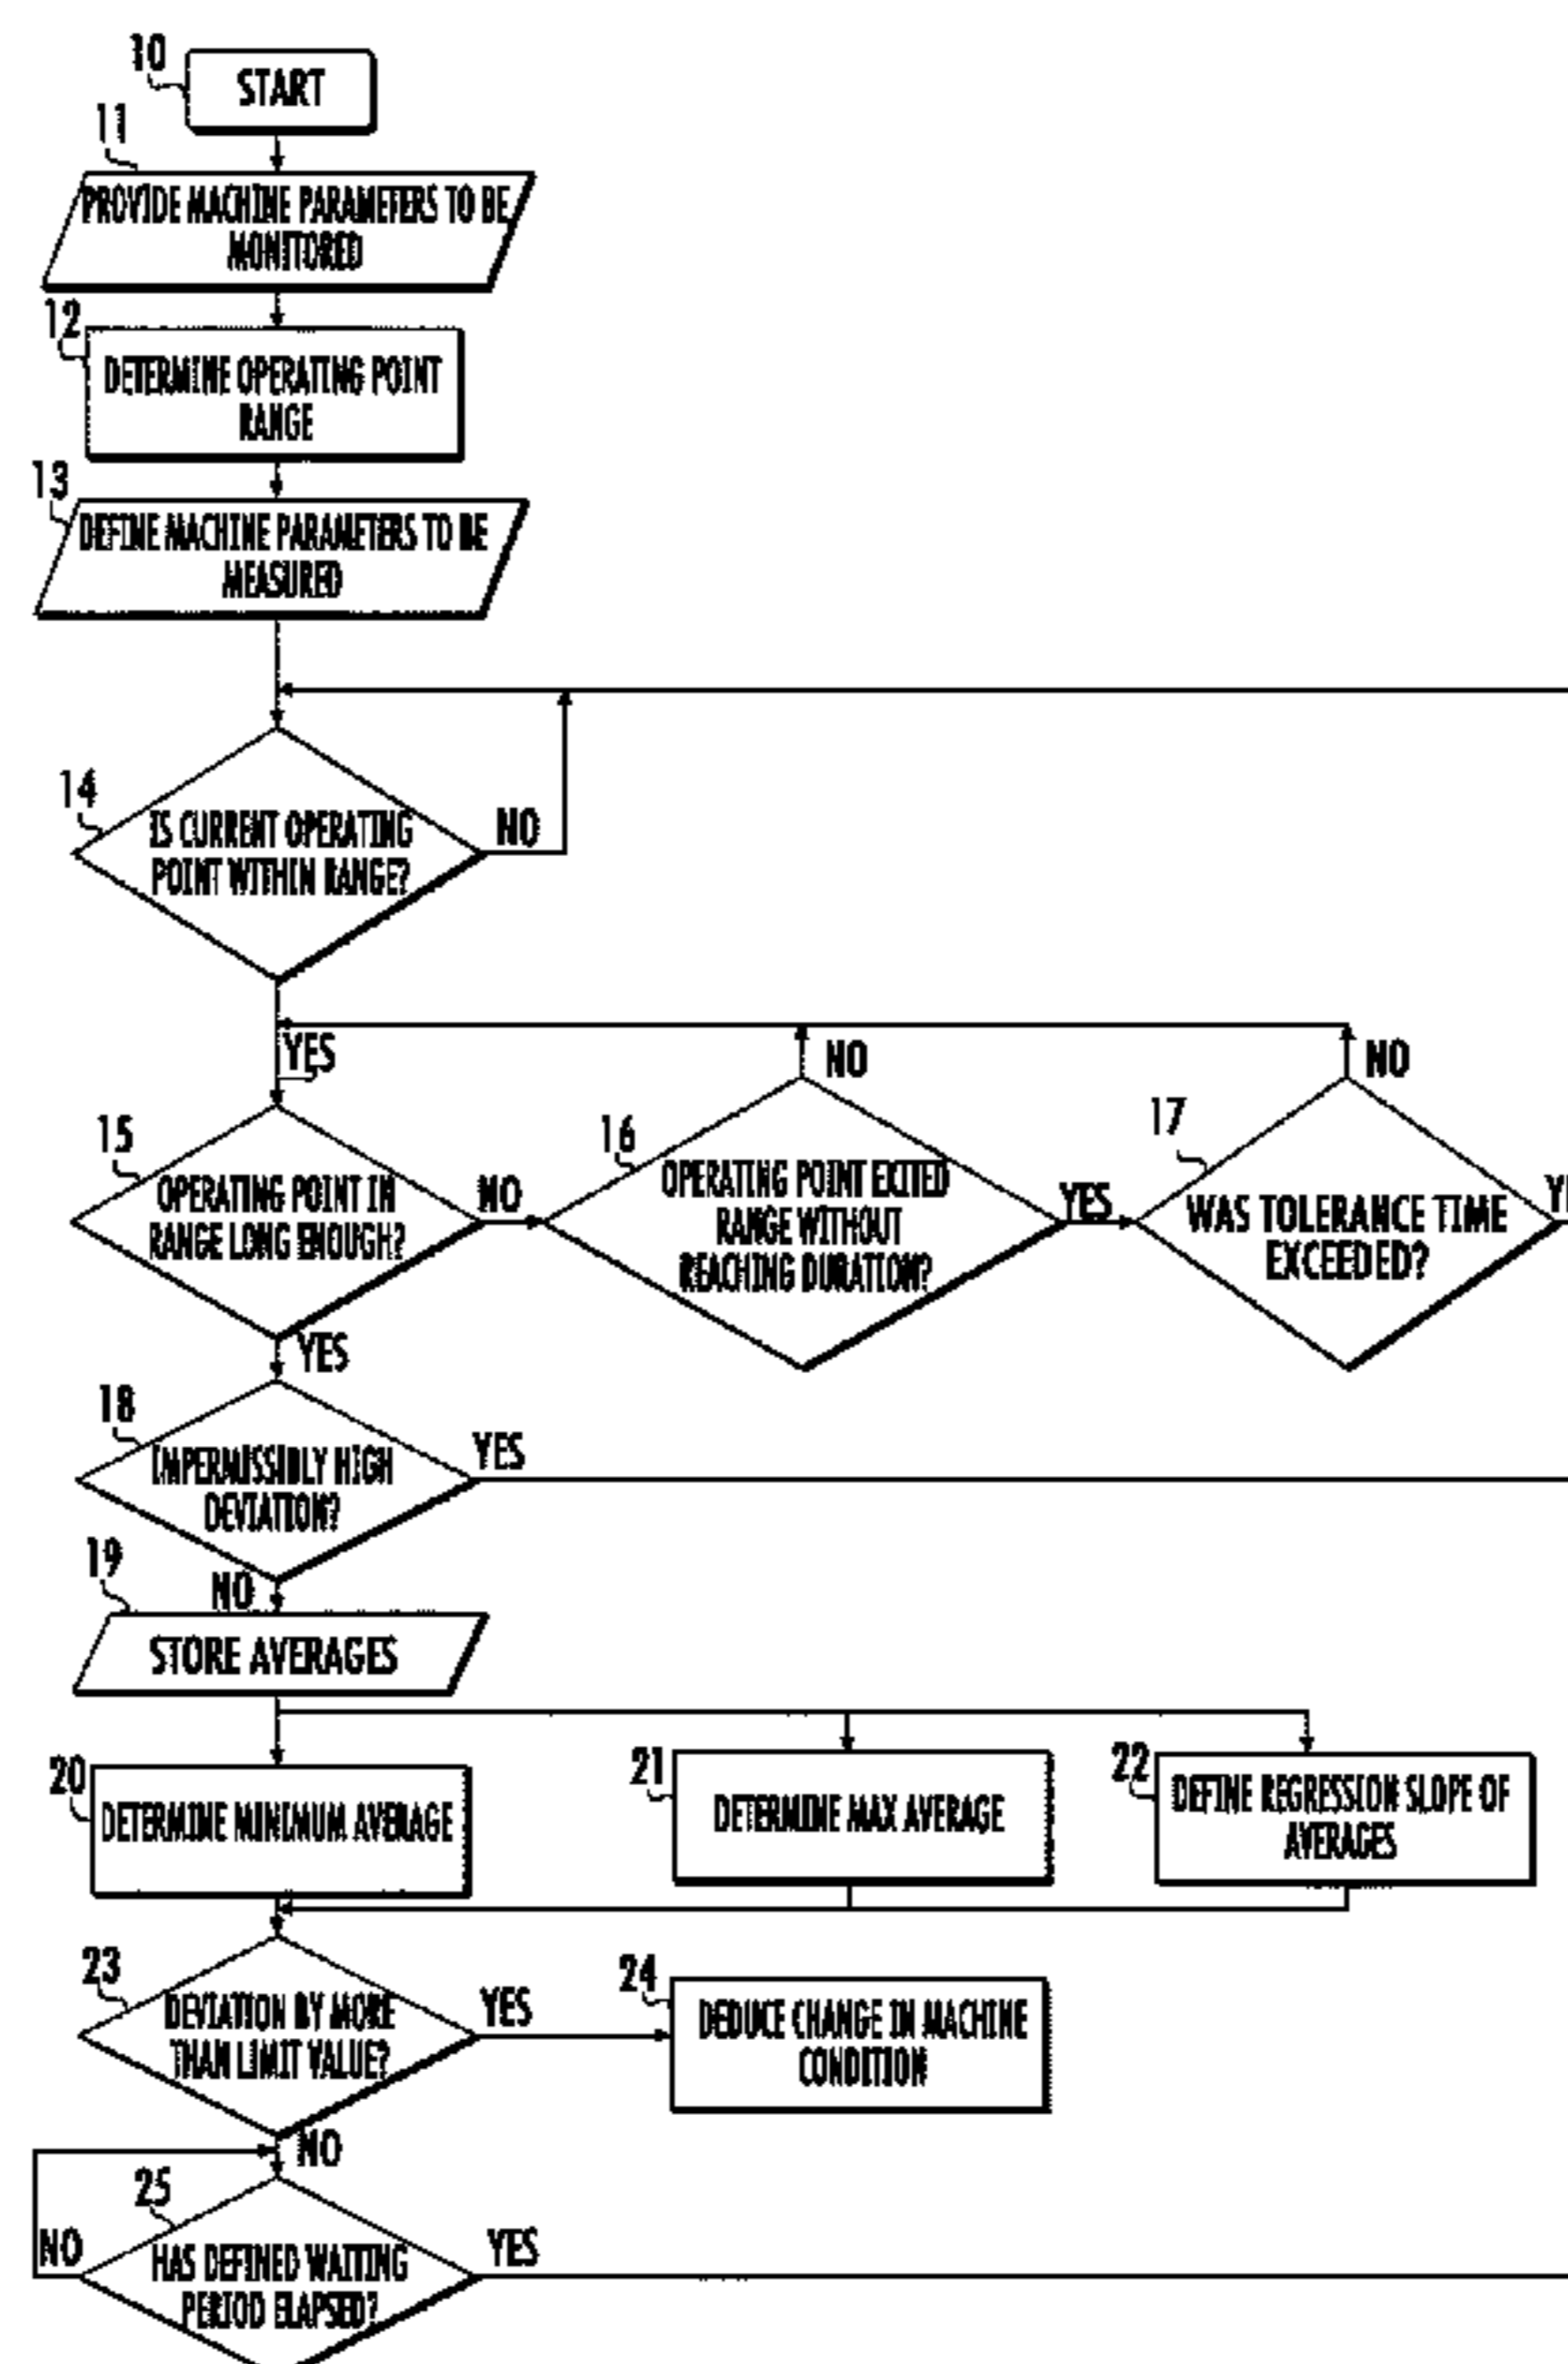 10
START
11
PROVIDE MACHINE PARAMETERS TO BE
MONITORED
12
DETERMINE OPERATING POINT
RANGE
13
DEFINE MACHINE PARAMETERS TO BE
MEASURED
14
IS CURRENT OPERATING
POINT WITHIN RANGE?
NO
YES
15
OPERATING POINT IN
RANGE LONG ENOUGH?
NO
16
OPERATING POINT EXITED
RANGE WITHOUT
REACHING DURATION?
NO
YES
17
WAS TOLERANCE TIME
EXCEEDED?
NO
YES
18
IMPERMISSIBLY HIGH
DEVIATION?
YES
NO
19
STORE AVERAGES
20
DETERMINE MINIMUM AVERAGE
21
DETERMINE MAX AVERAGE
22
DEFINE REGRESSION SLOPE OF
AVERAGES
23
DEVIATION BY MORE
THAN LIMIT VALUE?
YES
24
DEDUCE CHANGE IN MACHINE
CONDITION
NO
25
HAS DEFINED WAITING
PERIOD ELAPSED?
NO
YES